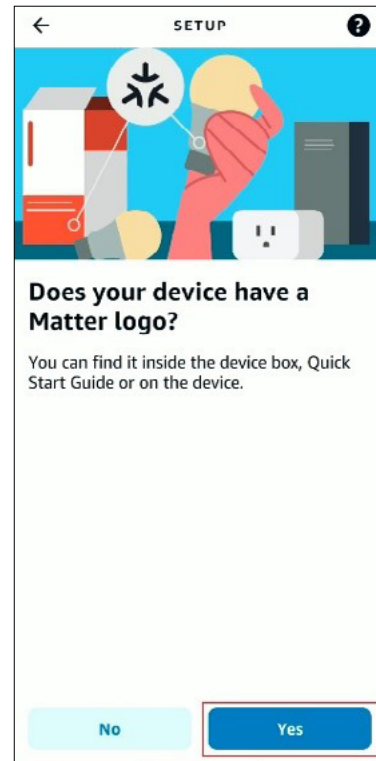 SETUP
?
Does your device have a
Matter logo?
You can find it inside the device box, Quick
Start Guide or on the device.
No
Yes